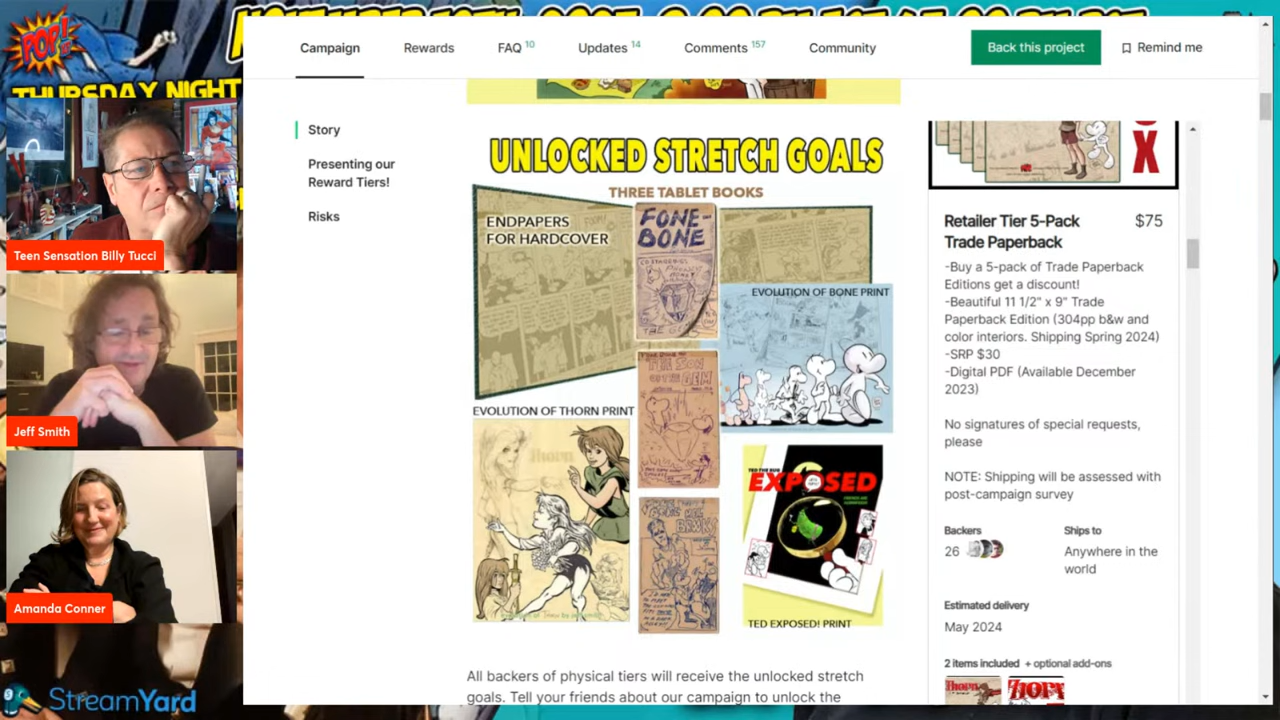 POP!
THURSDAY NIGHT
Campaign
Rewards
FAQ 10
Updates 14
Comments 157
Community
Back this project
Remind me
Story
Presenting our
Reward Tiers!
Risks
UNLOCKED STRETCH GOALS
THREE TABLET BOOKS
ENDPAPERS
FOR HARDCOVER
FONE
BONE
EVOLUTION OF BONE PRINT
EVOLUTION OF THORN PRINT
TED THE BUG
EXPOSED
TED EXPOSED! PRINT
All backers of physical tiers will receive the unlocked stretch
goals. Tell your friends about our campaign to unlock the
Retailer Tier 5-Pack
Trade Paperback
$75
-Buy a 5-pack of Trade Paperback
Editions get a discount!
-Beautiful 11 1/2" x 9" Trade
Paperback Edition (304pp b&w and
color interiors. Shipping Spring 2024)
-SRP $30
-Digital PDF (Available December
2023)
No signatures of special requests,
please
NOTE: Shipping will be assessed with
post-campaign survey
Backers
26
Ships to
Anywhere in the
world
Estimated delivery
May 2024
2 items included + optional add-ons
Thorn
THORN
Teen Sensation Billy Tucci
Jeff Smith
Amanda Conner
StreamYard